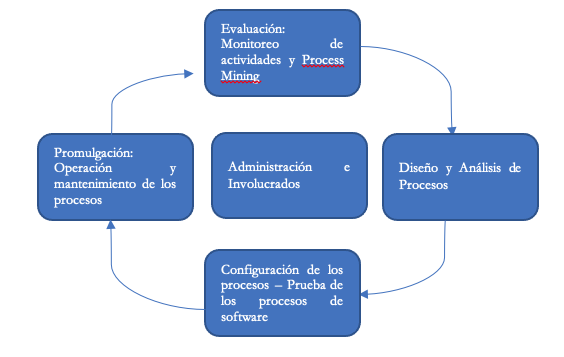 Evaluación:
Monitoreo de
actividades y Process
Mining
Promulgación:
Operación y
mantenimiento de los
procesos
Administración e
Involucrados
Diseño y Análisis de
Procesos
Configuración de los
procesos – Prueba de
los procesos de
software